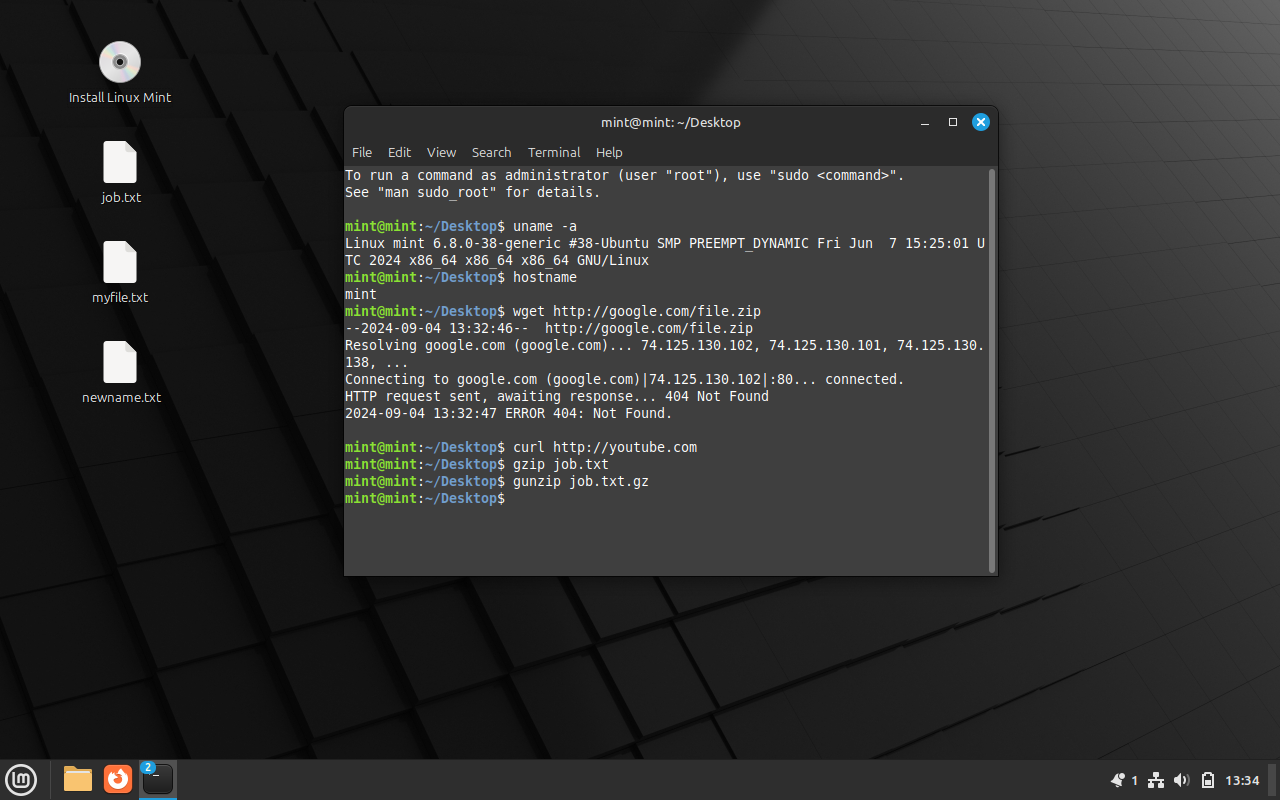 Install Linux Mint
job.txt
myfile.txt
newname.txt
mint@mint: ~/Desktop
File Edit View Search Terminal Help
To run a command as administrator (user "root"), use "sudo <command>".
See "man sudo_root" for details.
mint@mint:~/Desktop$ uname -a
Linux mint 6.8.0-38-generic #38-Ubuntu SMP PREEMPT_DYNAMIC Fri Jun  7 15:25:01 U
TC 2024 x86_64 x86_64 x86_64 GNU/Linux
mint@mint:~/Desktop$ hostname
mint
mint@mint:~/Desktop$ wget http://google.com/file.zip
--2024-09-04 13:32:46--  http://google.com/file.zip
Resolving google.com (google.com)... 74.125.130.102, 74.125.130.101, 74.125.130.
138, ...
Connecting to google.com (google.com)|74.125.130.102|:80... connected.
HTTP request sent, awaiting response... 404 Not Found
2024-09-04 13:32:47 ERROR 404: Not Found.
mint@mint:~/Desktop$ curl http://youtube.com
mint@mint:~/Desktop$ gzip job.txt
mint@mint:~/Desktop$ gunzip job.txt.gz
mint@mint:~/Desktop$
2
1 13:34